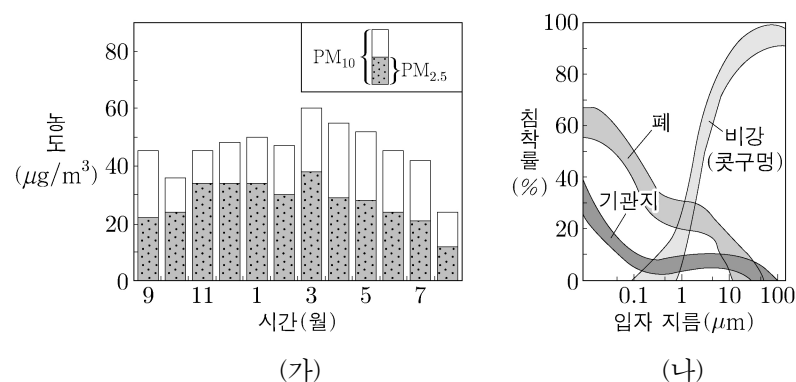 80
60
40
20
0
농도
(μg/m³)
PM₁₀
PM₂.₅
9 11 1 3 5 7
시간(월)
(가)
100
80
60
40
20
0
침착률
(%)
폐
비강
(콧구멍)
기관지
0.1 1 10 100
입자 지름(μm)
(나)